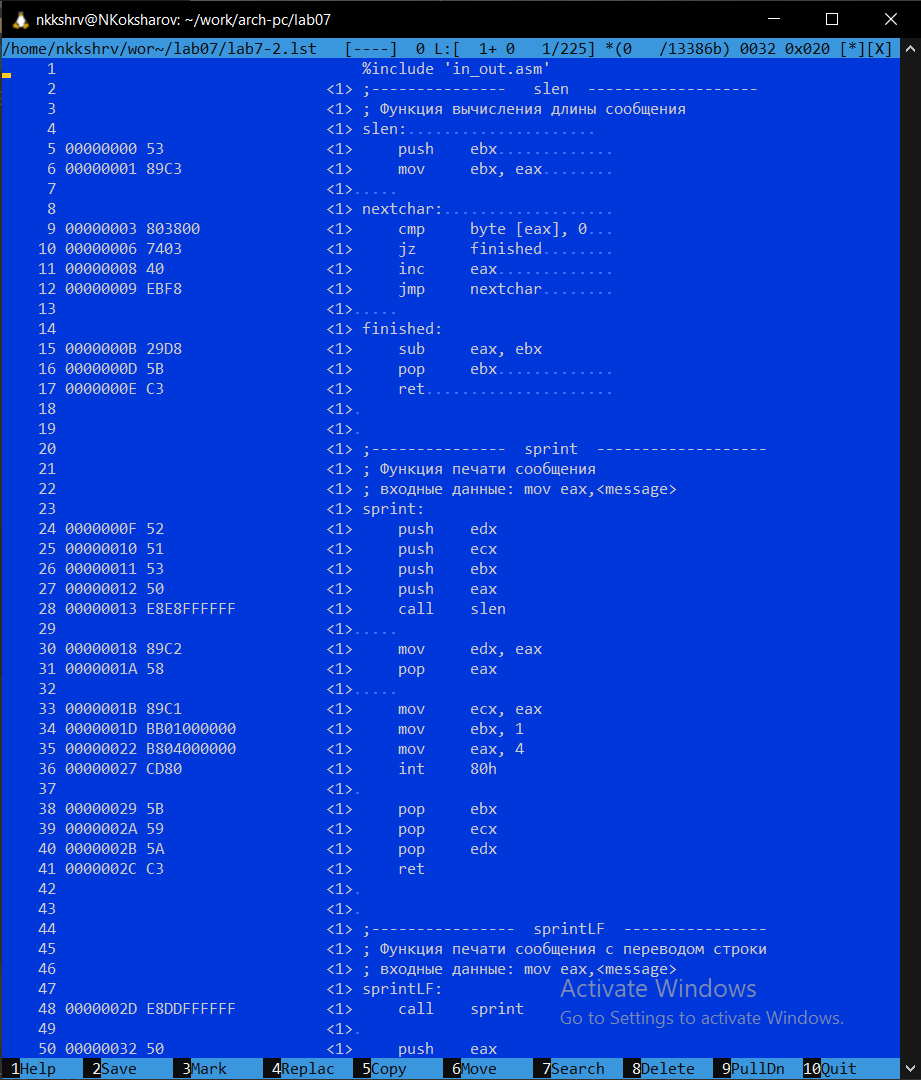 nkkshrv@NKoksharov: ~/work/arch-pc/lab07
/home/nkkshrv/wor~/lab07/lab7-2.lst [----] 0 L:[ 1+ 0 1/225] *(0 /13386b) 0032 0x020 [*][X]
1 %include 'in_out.asm'
2 <1> ;--------------- slen -------------------
3 <1> ; Функция вычисления длины сообщения
4 <1> slen:.....................
5 00000000 53 <1> push ebx.............
6 00000001 89C3 <1> mov ebx, eax........
7 <1>.....
8 <1> nextchar:...................
9 00000003 803800 <1> cmp byte [eax], 0...
10 00000006 7403 <1> jz finished........
11 00000008 40 <1> inc eax.............
12 00000009 EBF8 <1> jmp nextchar........
13 <1>.....
14 <1> finished:
15 0000000B 29D8 <1> sub eax, ebx
16 0000000D 5B <1> pop ebx.............
17 0000000E C3 <1> ret.....................
18 <1>.
19 <1>.
20 <1> ;--------------- sprint -------------------
21 <1> ; Функция печати сообщения
22 <1> ; входные данные: mov eax,<message>
23 <1> sprint:
24 0000000F 52 <1> push edx
25 00000010 51 <1> push ecx
26 00000011 53 <1> push ebx
27 00000012 50 <1> push eax
28 00000013 E8E8FFFFFF <1> call slen
29 <1>.....
30 00000018 89C2 <1> mov edx, eax
31 0000001A 58 <1> pop eax
32 <1>.....
33 0000001B 89C1 <1> mov ecx, eax
34 0000001D BB01000000 <1> mov ebx, 1
35 00000022 B804000000 <1> mov eax, 4
36 00000027 CD80 <1> int 80h
37 <1>.
38 00000029 5B <1> pop ebx
39 0000002A 59 <1> pop ecx
40 0000002B 5A <1> pop edx
41 0000002C C3 <1> ret
42 <1>.
43 <1>.
44 <1> ;---------------- sprintLF ----------------
45 <1> ; Функция печати сообщения с переводом строки
46 <1> ; входные данные: mov eax,<message>
47 <1> sprintLF:
48 0000002D E8DDFFFFFF <1> call sprint
49 <1>.
50 00000032 50 <1> push eax
Activate Windows
Go to Settings to activate Windows.
1Help 2Save 3Mark 4Replac 5Copy 6Move 7Search 8Delete 9PullDn 10Quit